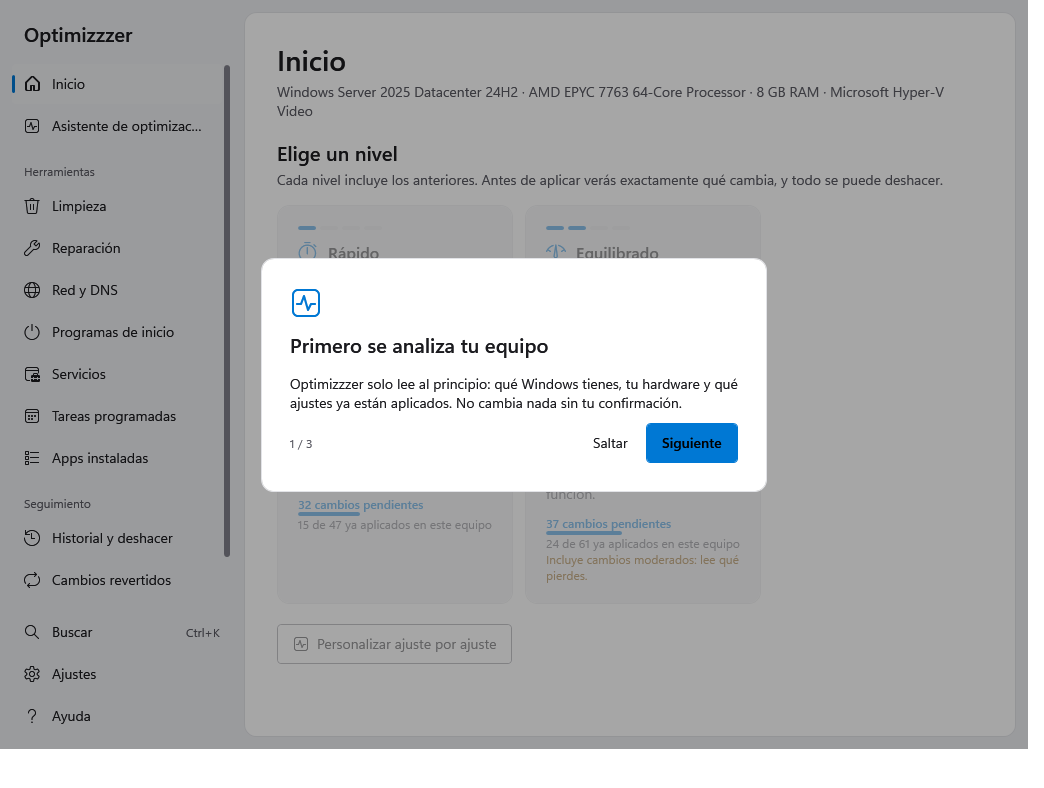 Optimizzzer
Inicio
Asistente de optimizac...
Herramientas
Limpieza
Reparación
Red y DNS
Programas de inicio
Servicios
Tareas programadas
Apps instaladas
Seguimiento
Historial y deshacer
Cambios revertidos
Buscar Ctrl+K
Ajustes
Ayuda
Inicio
Windows Server 2025 Datacenter 24H2 · AMD EPYC 7763 64-Core Processor · 8 GB RAM · Microsoft Hyper-V
Video
Elige un nivel
Cada nivel incluye los anteriores. Antes de aplicar verás exactamente qué cambia, y todo se puede deshacer.
Rápido
Equilibrado
Primero se analiza tu equipo
Optimizzzer solo lee al principio: qué Windows tienes, tu hardware y qué
ajustes ya están aplicados. No cambia nada sin tu confirmación.
1 / 3
Saltar
Siguiente
32 cambios pendientes
15 de 47 ya aplicados en este equipo
función.
37 cambios pendientes
24 de 61 ya aplicados en este equipo
Incluye cambios moderados: lee qué
pierdes.
Personalizar ajuste por ajuste